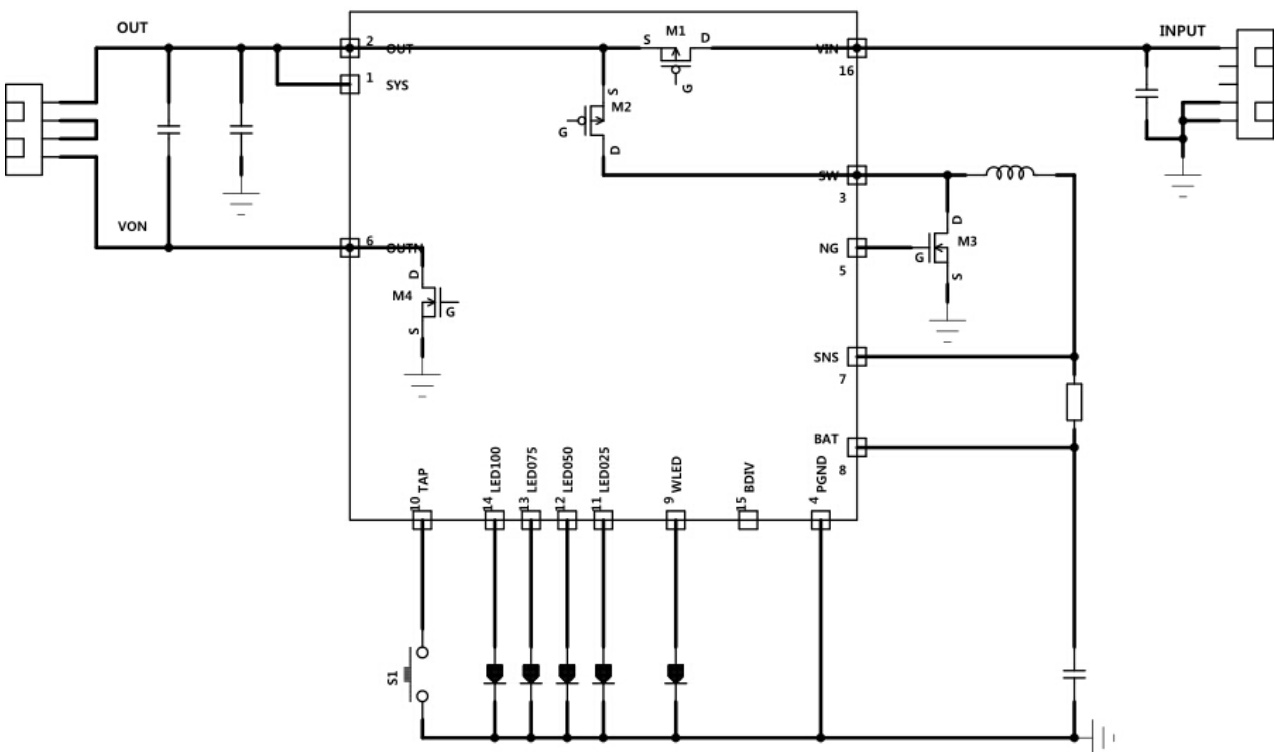 OUT
M1
INPUT
S
D
2
OUT
VIN
16
G
1
SYS
S
M2
G
D
SW
3
VON
6
OUTN
D
M3
NG
G
5
S
D
M4
G
S
SNS
7
BAT
8
10 TAP
14 LED100
13 LED075
12 LED050
11 LED025
9 WLED
15 BDIV
4 PGND
S1